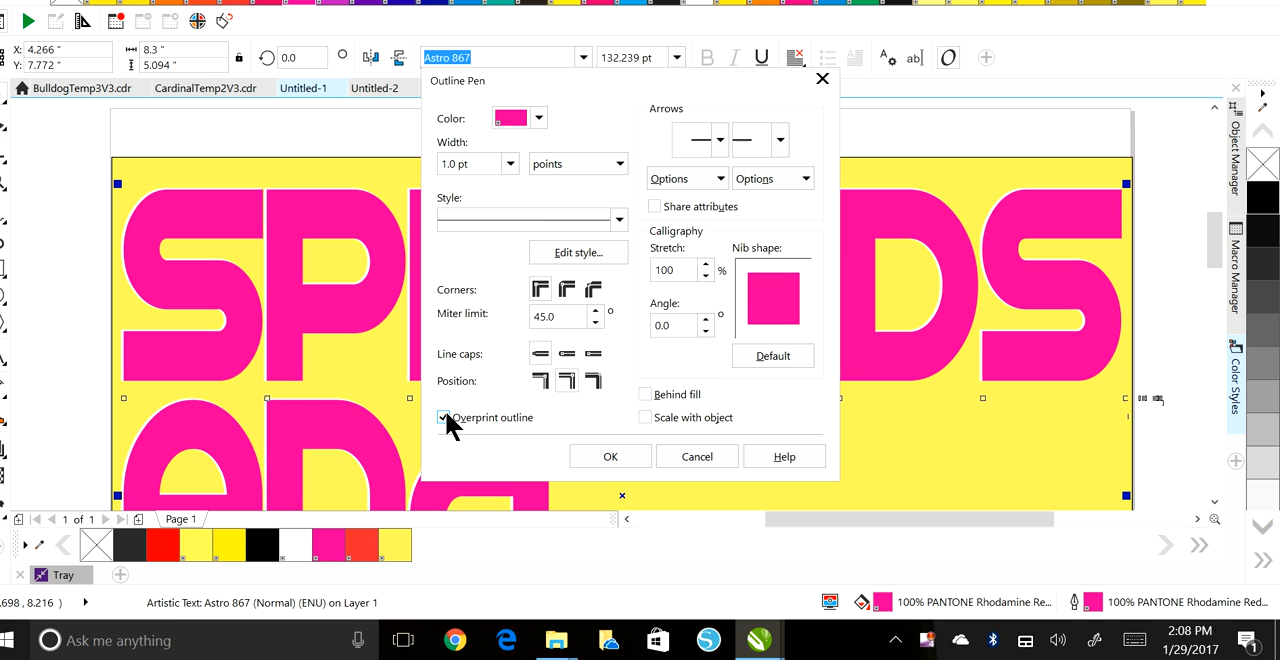 X: 4.266 "
Y: 7.772 "
8.3 "
5.094 "
0.0
Astro 867
132.239 pt
B I U
ab
O
BulldogTemp3V3.cdr
CardinalTemp2V3.cdr
Untitled-1
Untitled-2
Outline Pen
Color:
Width:
1.0 pt
points
Style:
Edit style...
Corners:
Miter limit:
45.0
o
Line caps:
Position:
Overprint outline
Arrows
Options
Options
Share attributes
Calligraphy
Stretch:
Nib shape:
100
%
Angle:
0.0
o
Default
Behind fill
Scale with object
OK
Cancel
Help
Object Manager
Macro Manager
Color Styles
1 of 1
Page 1
Tray
.698 , 8.216 )
Artistic Text: Astro 867 (Normal) (ENU) on Layer 1
100% PANTONE Rhodamine Re...
100% PANTONE Rhodamine Red...
Ask me anything
2:08 PM
1/29/2017
1